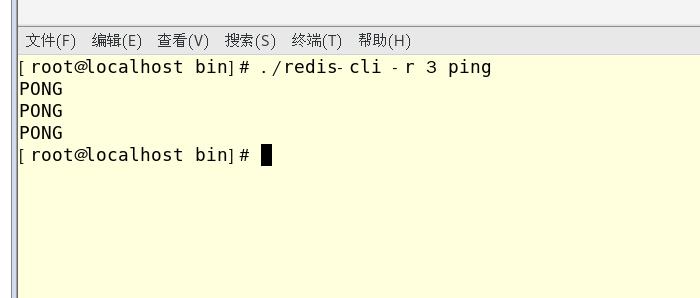 文件(F) 编辑(E) 查看(V) 搜索(S) 终端(T) 帮助(H)
[root@localhost bin]# ./redis-cli -r 3 ping
PONG
PONG
PONG
[root@localhost bin]#